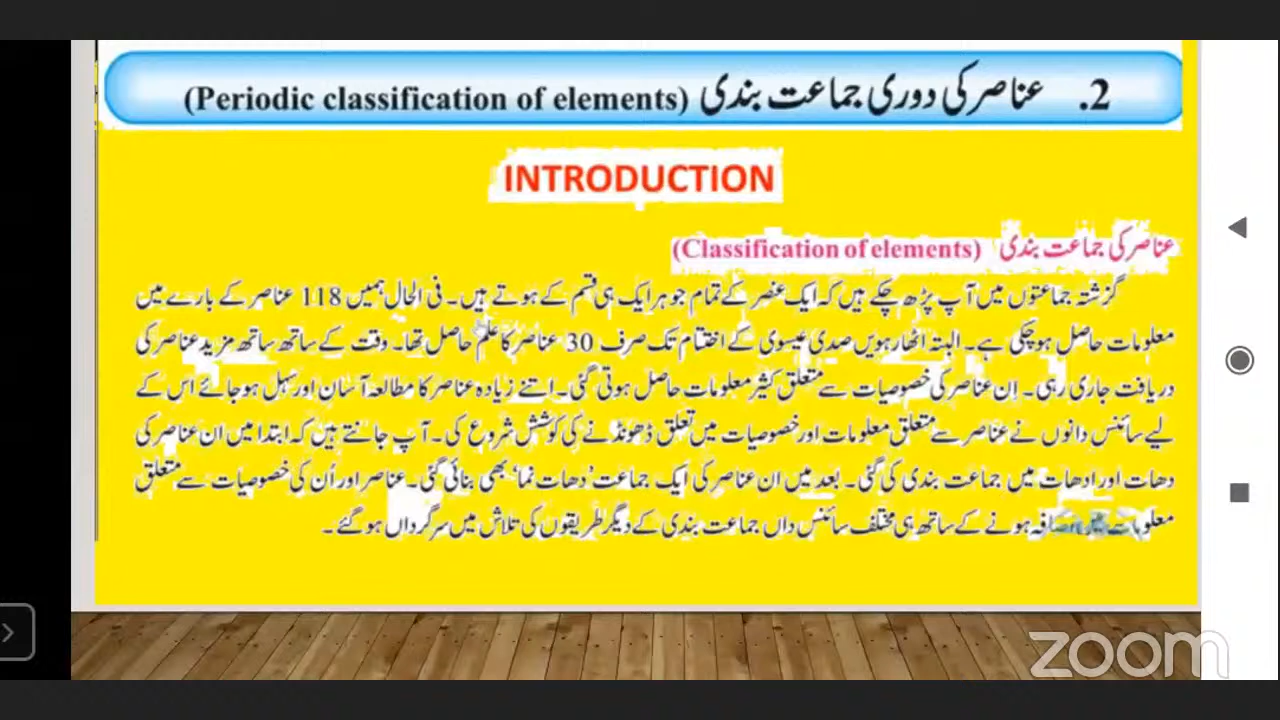 2. عناصر کی دوری جماعت بندی (Periodic classification of elements)
INTRODUCTION
عناصر کی جماعت بندی (Classification of elements)
گزشتہ جماعتوں میں آپ پڑھ چکے ہیں کہ ایک عنصر کے تمام جوہر ایک ہی قسم کے ہوتے ہیں۔ فی الحال ہمیں 118 عناصر کے بارے میں
معلومات حاصل ہوچکی ہے۔ البتہ اٹھارہویں صدی عیسوی کے اختتام تک صرف 30 عناصر کا علم حاصل تھا۔ وقت کے ساتھ ساتھ مزید عناصر کی
دریافت جاری رہی۔ اِن عناصر کی خصوصیات سے متعلق کثیر معلومات حاصل ہوتی گئی۔ اتنے زیادہ عناصر کا مطالعہ آسان اور سہل ہوجائے اس کے
لیے سائنس دانوں نے عناصر سے متعلق معلومات اور خصوصیات میں تعلق ڈھونڈنے کی کوشش شروع کی۔ آپ جانتے ہیں کہ ابتدا میں ان عناصر کی
دھات اور ادھات میں جماعت بندی کی گئی۔ بعد میں ان عناصر کی ایک جماعت 'دھات نما' بھی بنائی گئی۔ عناصر اور اُن کی خصوصیات سے متعلق
معلومات میں اضافہ ہونے کے ساتھ ہی مختلف سائنس داں جماعت بندی کے دیگر طریقوں کی تلاش میں سرگرداں ہوگئے۔
zoom